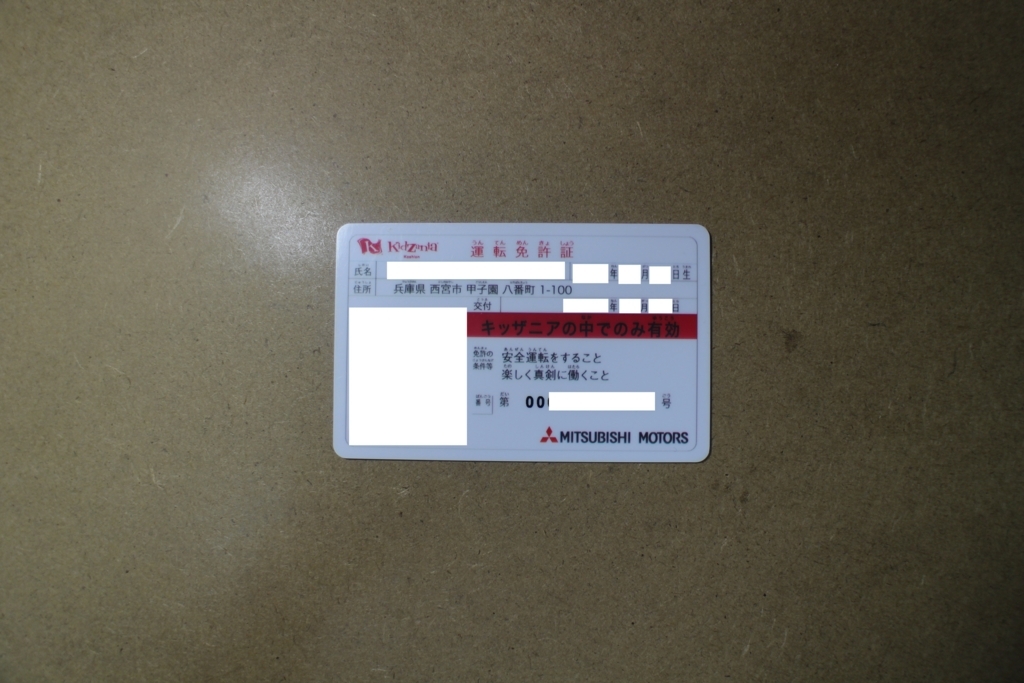 KidZania 運転免許証
氏名 年 月 日生
住所 兵庫県 西宮市 甲子園 八番町 1-100
交付 年 月 日
キッザニアの中でのみ有効
免許の条件等 安全運転をすること
楽しく真剣に働くこと
番号 第 00 号
MITSUBISHI MOTORS